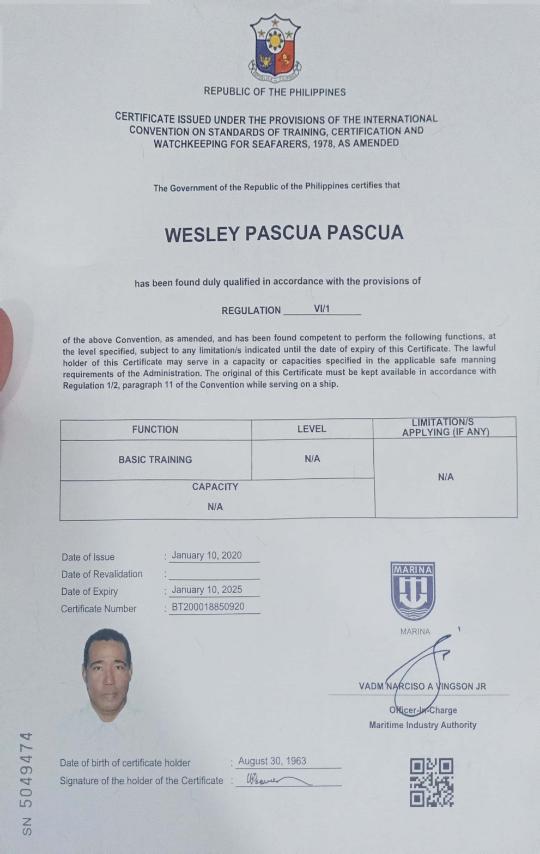 REPUBLIC OF THE PHILIPPINES
CERTIFICATE ISSUED UNDER THE PROVISIONS OF THE INTERNATIONAL
CONVENTION ON STANDARDS OF TRAINING, CERTIFICATION AND
WATCHKEEPING FOR SEAFARERS, 1978, AS AMENDED
The Government of the Republic of the Philippines certifies that
WESLEY PASCUA PASCUA
has been found duly qualified in accordance with the provisions of
REGULATION VI/1
of the above Convention, as amended, and has been found competent to perform the following functions, at
the level specified, subject to any limitation/s indicated until the date of expiry of this Certificate. The lawful
holder of this Certificate may serve in a capacity or capacities specified in the applicable safe manning
requirements of the Administration. The original of this Certificate must be kept available in accordance with
Regulation 1/2, paragraph 11 of the Convention while serving on a ship.
FUNCTION LEVEL LIMITATION/S
APPLYING (IF ANY)
BASIC TRAINING N/A N/A
CAPACITY
N/A
Date of Issue : January 10, 2020
Date of Revalidation :
Date of Expiry : January 10, 2025
Certificate Number : BT200018850920
MARINA
MARINA
VADM NARCISO A VINGSON JR
Officer-In-Charge
Maritime Industry Authority
Date of birth of certificate holder : August 30, 1963
Signature of the holder of the Certificate :
SN 5049474